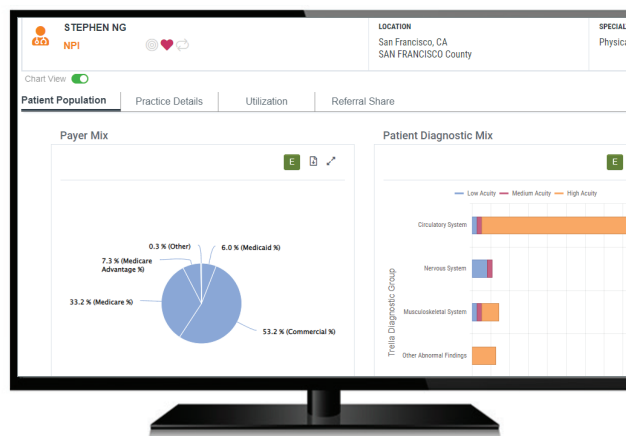 STEPHEN NG
NPI
LOCATION
San Francisco, CA
SAN FRANCISCO County
SPECIAL
Physica
Chart View
Patient Population
Practice Details
Utilization
Referral Share
Payer Mix
E
0.3 % (Other)
6.0 % (Medicaid %)
7.3 % (Medicare
Advantage %)
33.2 % (Medicare %)
53.2 % (Commercial %)
Patient Diagnostic Mix
E
Low Acuity
Medium Acuity
High Acuity
Trella Diagnostic Group
Circulatory System
Nervous System
Musculoskeletal System
Other Abnormal Findings